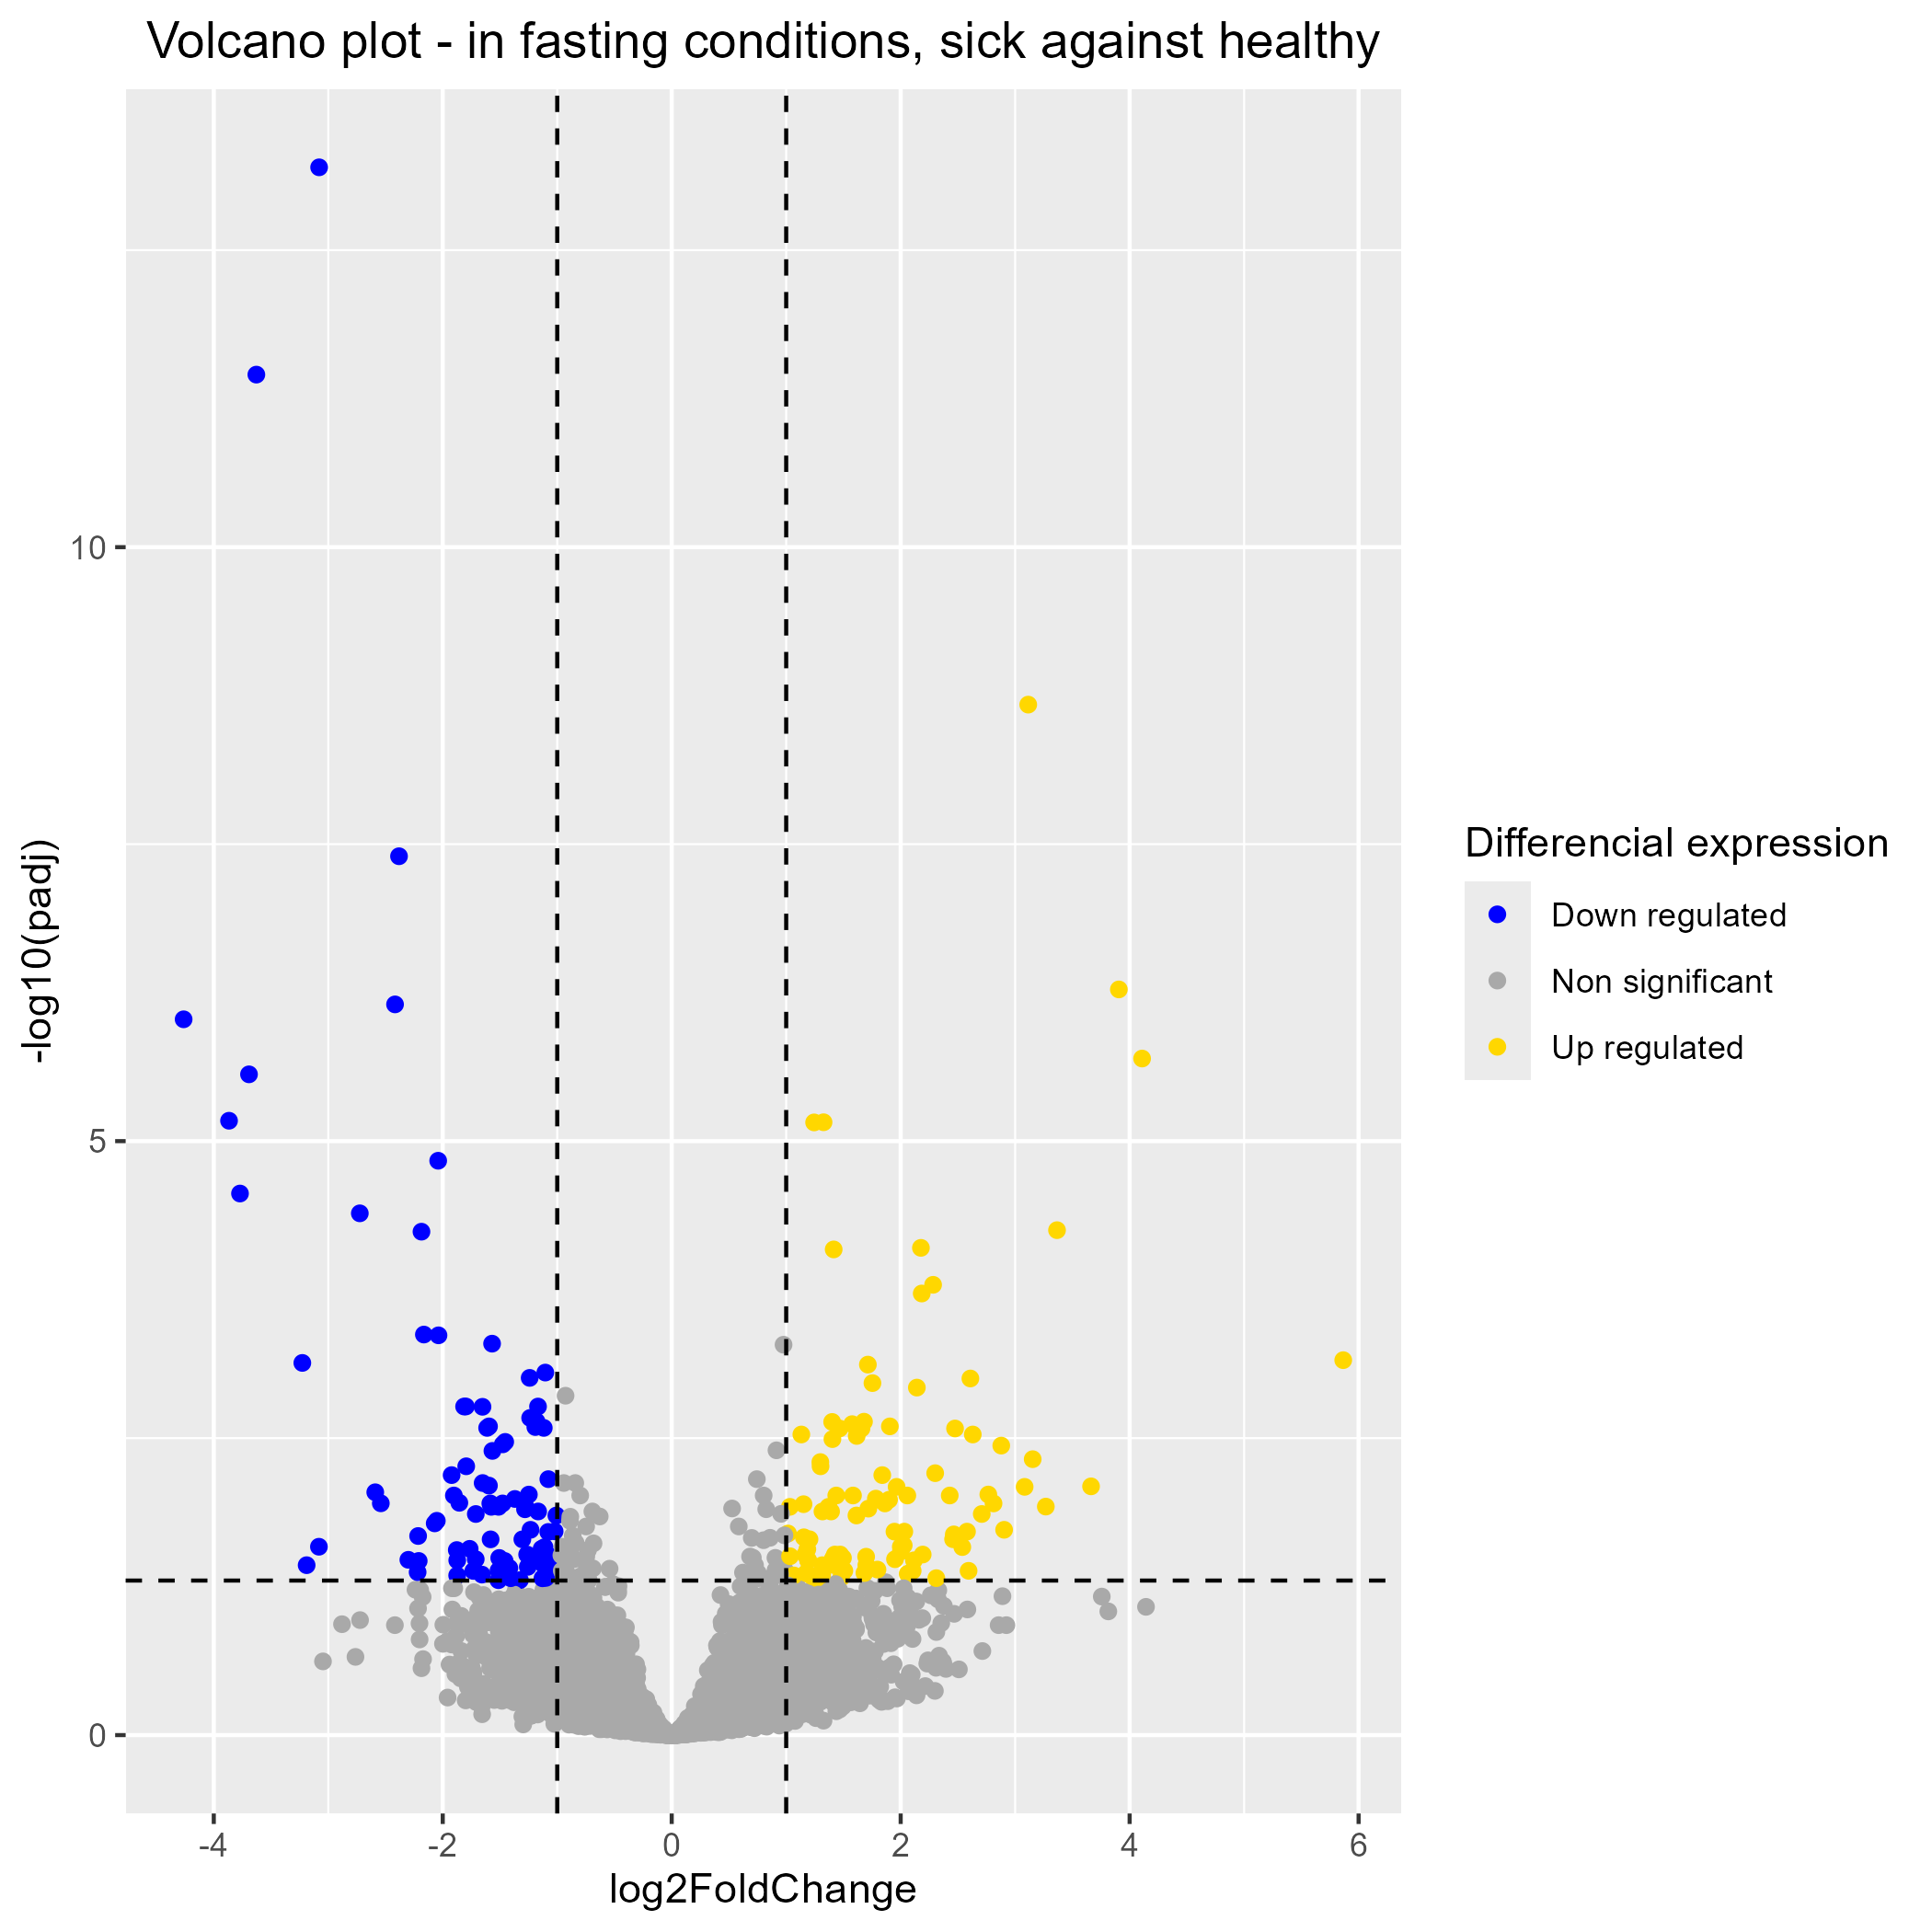 Volcano plot - in fasting conditions, sick against healthy
-log10(padj)
10
5
0
-4
-2
0
2
4
6
log2FoldChange
Differencial expression
Down regulated
Non significant
Up regulated